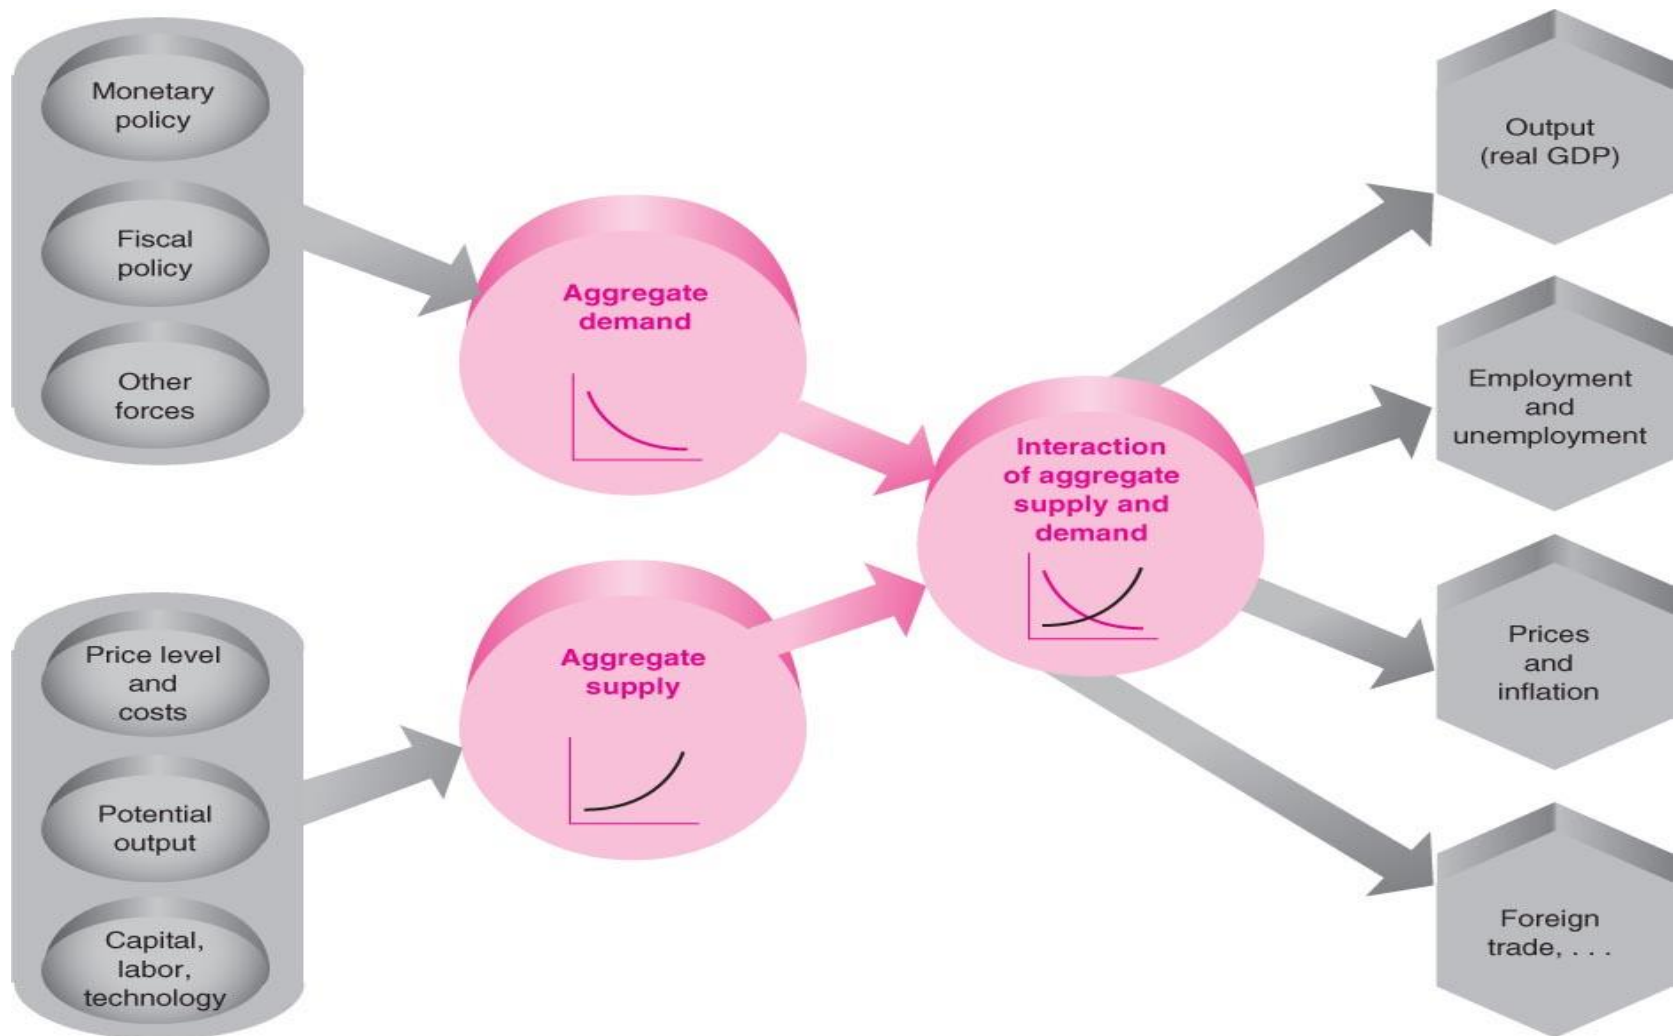 Monetary
policy
Fiscal
policy
Other
forces
Price level
and
costs
Potential
output
Capital,
labor,
technology
Aggregate
demand
Aggregate
supply
Interaction
of aggregate
supply and
demand
Output
(real GDP)
Employment
and
unemployment
Prices
and
inflation
Foreign
trade, . . .